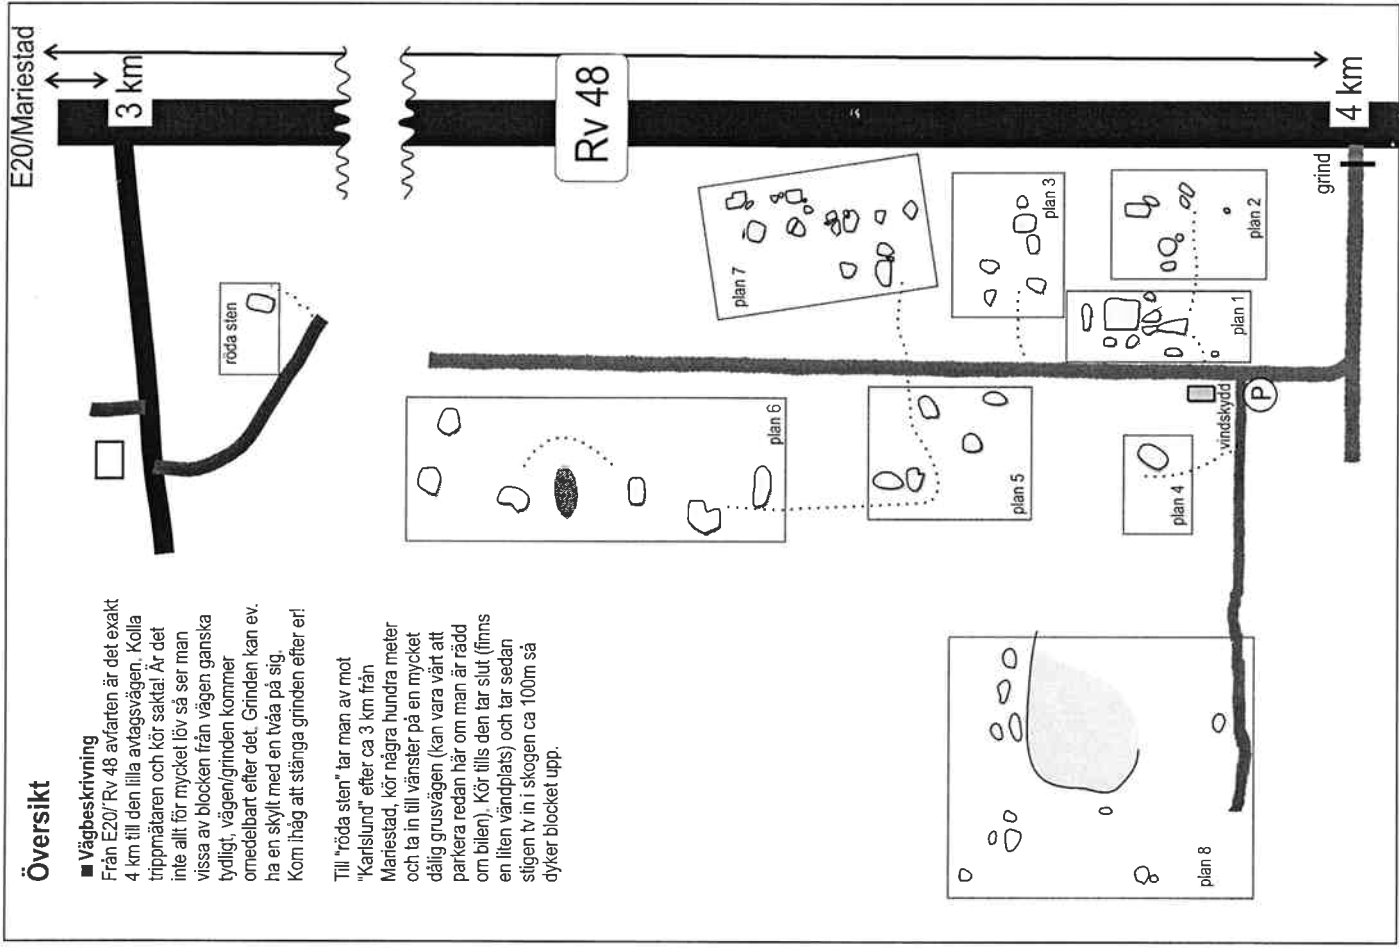 Översikt
■ Vägbeskrivning
Från E20/ Rv 48 avfarten är det exakt
4 km till den lilla avtagsvägen. Kolla
trippmätaren och kör sakta! Är det
inte allt för mycket löv så ser man
vissa av blocken från vägen ganska
tydligt, vägen/grinden kommer
omedelbart efter det. Grinden kan ev.
ha en skylt med en tvåa på sig.
Kom ihåg att stänga grinden efter er!
Till "röda sten" tar man av mot
"Karlslund" efter ca 3 km från
Mariestad, kör några hundra meter
och ta in till vänster på en mycket
dålig grusvägen (kan vara värt att
parkera redan här om man är rädd
om bilen). Kör tills den tar slut (finns
en liten vändplats) och tar sedan
stigen tv in i skogen ca 100m så
dyker blocket upp.
E20/Mariestad
3 km
röda sten
Rv 48
4 km
grind
plan 7
plan 3
plan 2
plan 1
plan 6
plan 5
plan 4
vindskydd
P
plan 8